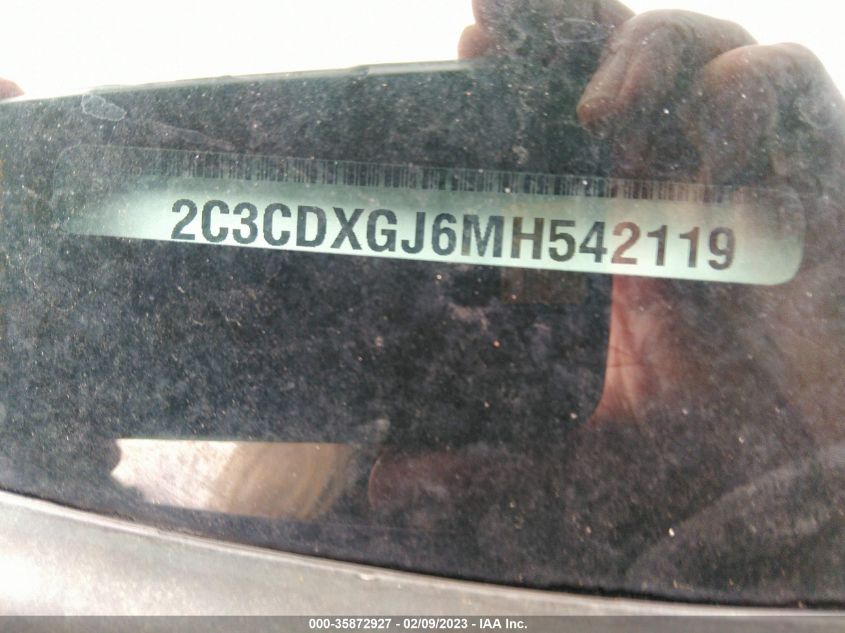 2C3CDXGJ6MH542119
000-35872927 - 02/09/2023 - IAA Inc.